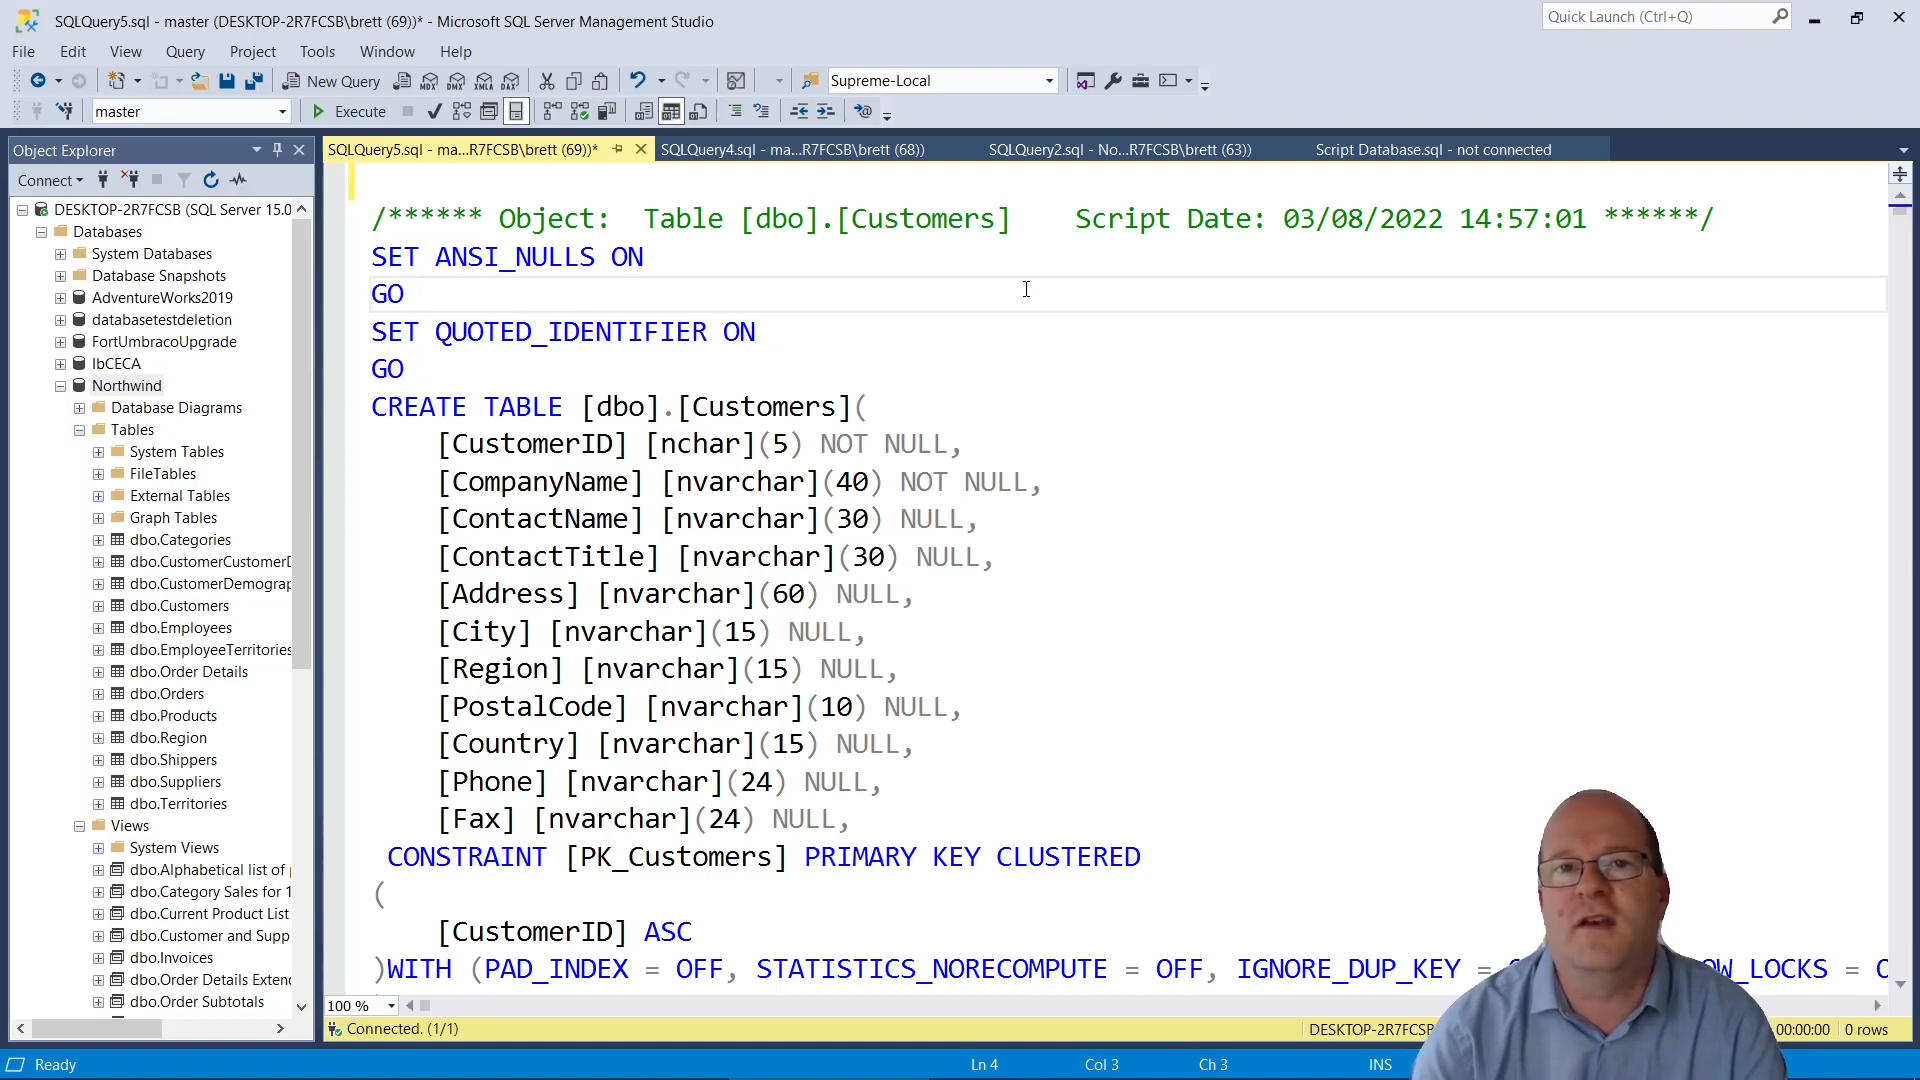 SQLQuery5.sql - master (DESKTOP-2R7FCSB\brett (69))* - Microsoft SQL Server Management Studio
Quick Launch (Ctrl+Q)
File Edit View Query Project Tools Window Help
New Query
MDX DMX XMLA DAX
Supreme-Local
master
Execute
Object Explorer
SQLQuery5.sql - ma...R7FCSB\brett (69))*
SQLQuery4.sql - ma...R7FCSB\brett (68))
SQLQuery2.sql - No...R7FCSB\brett (63))
Script Database.sql - not connected
Connect
DESKTOP-2R7FCSB (SQL Server 15.0
Databases
System Databases
Database Snapshots
AdventureWorks2019
databasetestdeletion
FortUmbracoUpgrade
IbCECA
Northwind
Database Diagrams
Tables
System Tables
FileTables
External Tables
Graph Tables
dbo.Categories
dbo.CustomerCustomerD
dbo.CustomerDemograp
dbo.Customers
dbo.Employees
dbo.EmployeeTerritories
dbo.Order Details
dbo.Orders
dbo.Products
dbo.Region
dbo.Shippers
dbo.Suppliers
dbo.Territories
Views
System Views
dbo.Alphabetical list of
dbo.Category Sales for 1
dbo.Current Product List
dbo.Customer and Supp
dbo.Invoices
dbo.Order Details Exten
dbo.Order Subtotals
/****** Object:  Table [dbo].[Customers]    Script Date: 03/08/2022 14:57:01 ******/
SET ANSI_NULLS ON
GO
SET QUOTED_IDENTIFIER ON
GO
CREATE TABLE [dbo].[Customers](
[CustomerID] [nchar](5) NOT NULL,
[CompanyName] [nvarchar](40) NOT NULL,
[ContactName] [nvarchar](30) NULL,
[ContactTitle] [nvarchar](30) NULL,
[Address] [nvarchar](60) NULL,
[City] [nvarchar](15) NULL,
[Region] [nvarchar](15) NULL,
[PostalCode] [nvarchar](10) NULL,
[Country] [nvarchar](15) NULL,
[Phone] [nvarchar](24) NULL,
[Fax] [nvarchar](24) NULL,
CONSTRAINT [PK_Customers] PRIMARY KEY CLUSTERED
(
[CustomerID] ASC
)WITH (PAD_INDEX = OFF, STATISTICS_NORECOMPUTE = OFF, IGNORE_DUP_KEY = OW_LOCKS =
100 %
Connected. (1/1)
DESKTOP-2R7FCSB
00:00:00 0 rows
Ready
Ln 4 Col 3 Ch 3 INS